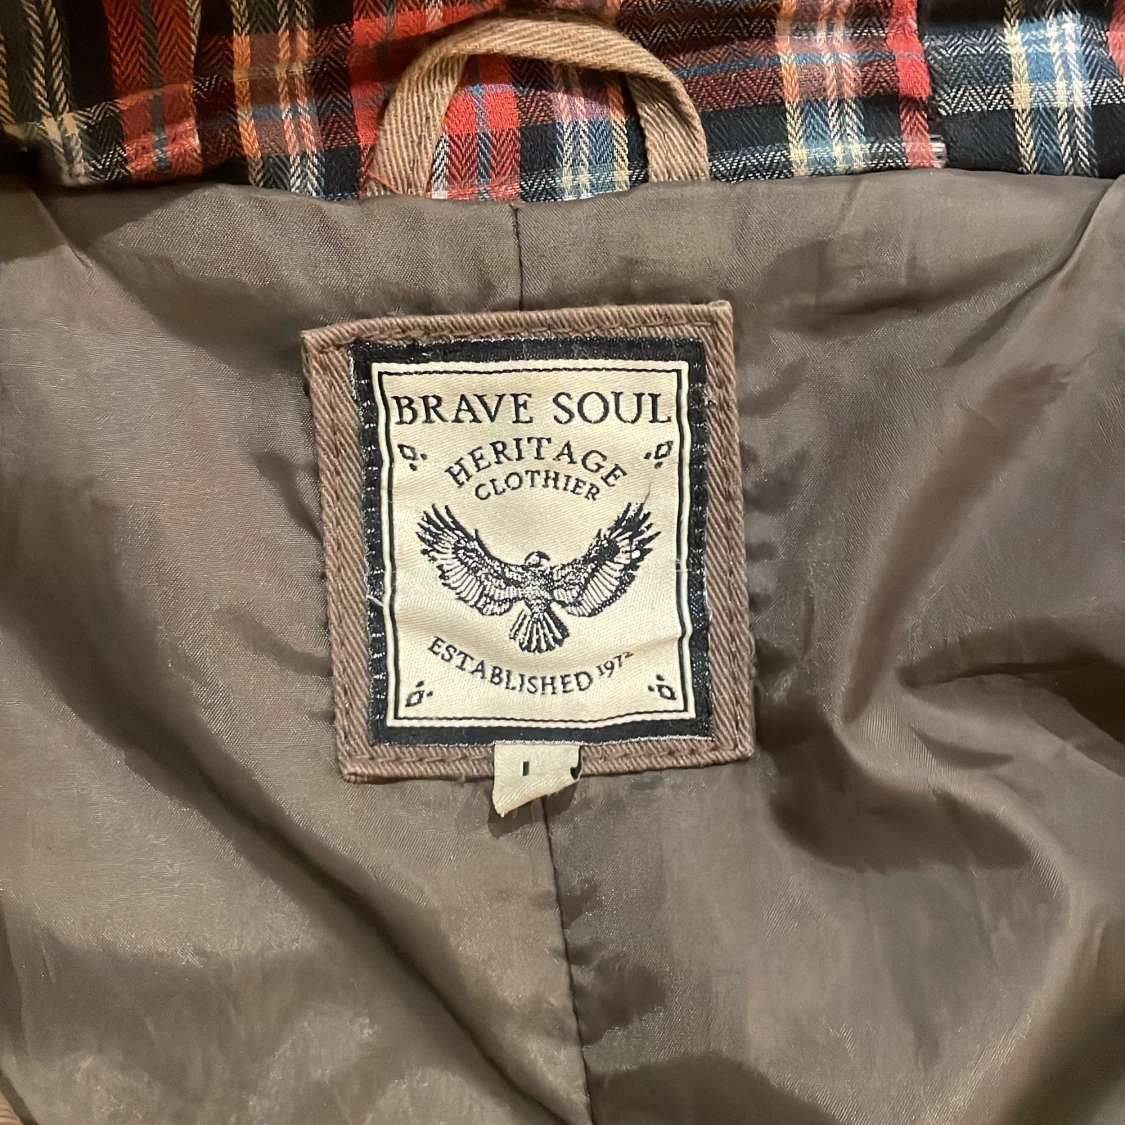 BRAVE SOUL
HERITAGE
CLOTHIER
ESTABLISHED 1972